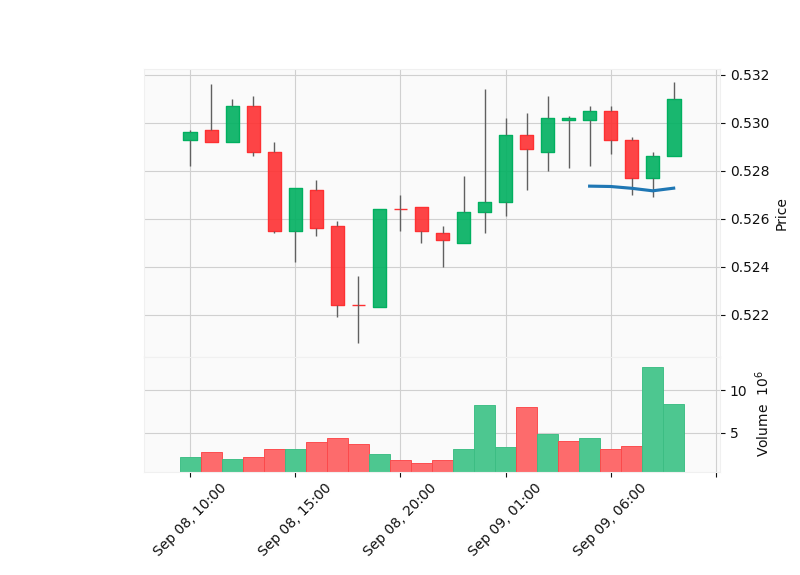 0.532
0.530
0.528
0.526
0.524
0.522
Price
10
5
Volume 10^6
Sep 08, 10:00
Sep 08, 15:00
Sep 08, 20:00
Sep 09, 01:00
Sep 09, 06:00